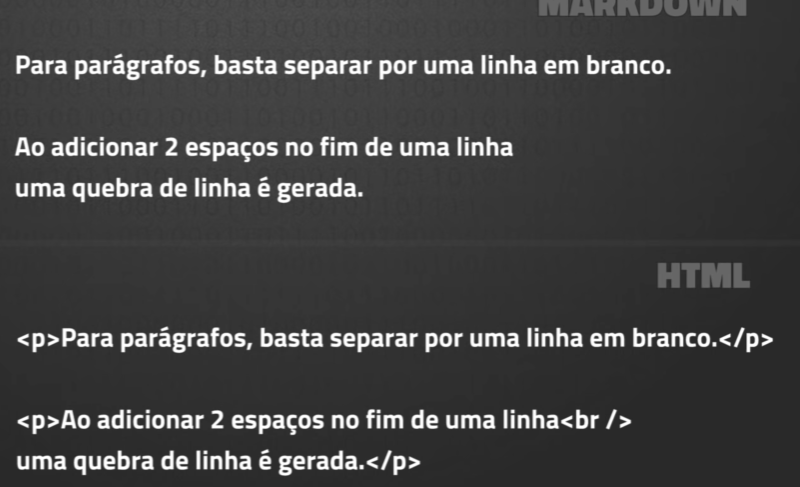 MARKDOWN
Para parágrafos, basta separar por uma linha em branco.
Ao adicionar 2 espaços no fim de uma linha
uma quebra de linha é gerada.
HTML
<p>Para parágrafos, basta separar por uma linha em branco.</p>
<p>Ao adicionar 2 espaços no fim de uma linha<br />
uma quebra de linha é gerada.</p>